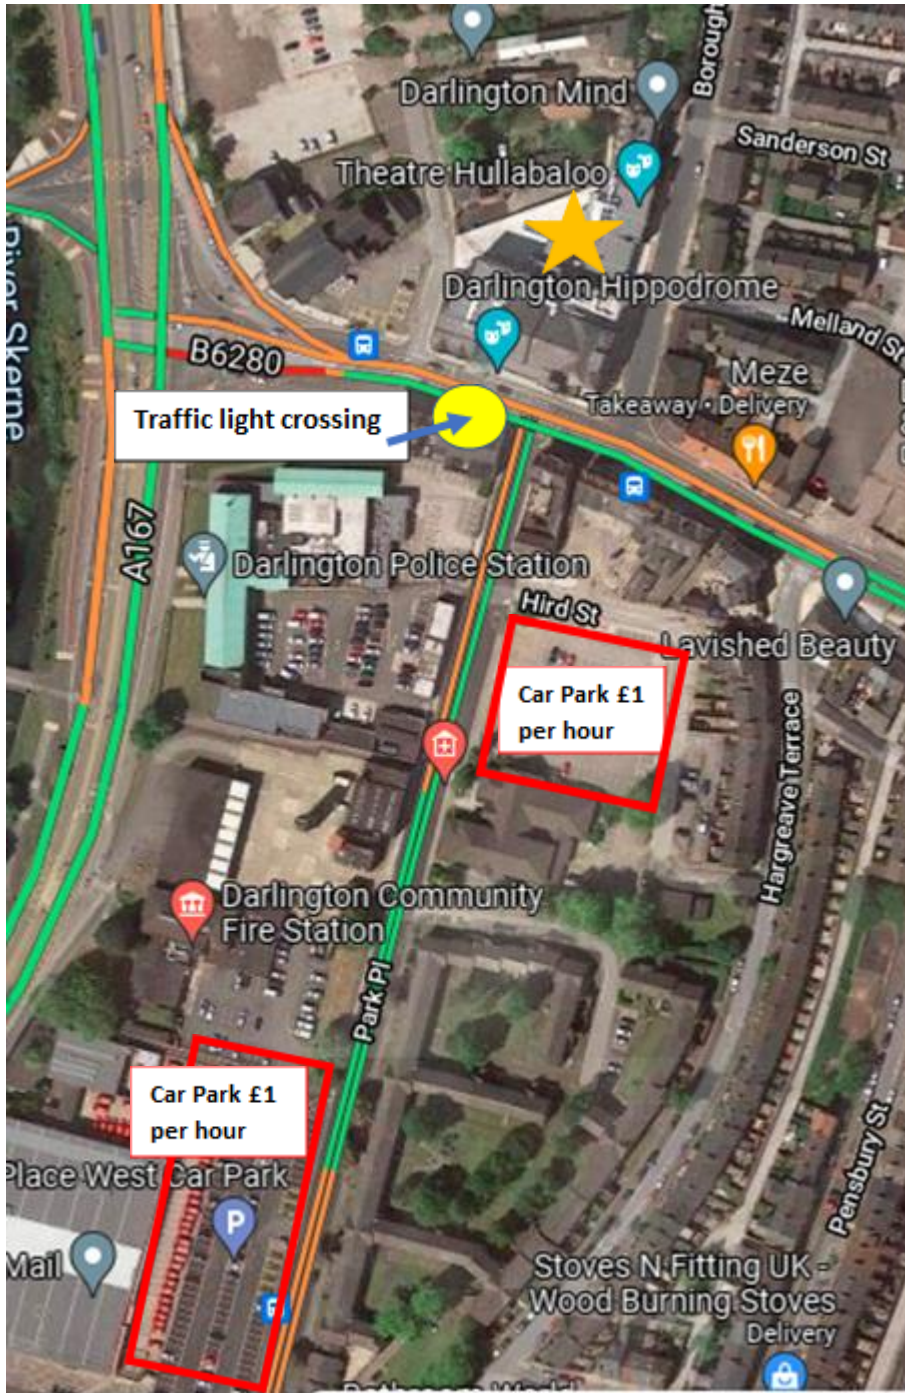 Darlington Mind
Borough
Sanderson St
Theatre Hullabaloo
River Skerne
Darlington Hippodrome
Melland St
B6280
Meze
Takeaway • Delivery
Traffic light crossing
A167
Darlington Police Station
Hird St
Lavished Beauty
Car Park £1
per hour
Hargreave Terrace
Darlington Community
Fire Station
Park Pl
Car Park £1
per hour
Place West Car Park
P
Pensbury St
Mail
Stoves N Fitting UK -
Wood Burning Stoves
Delivery